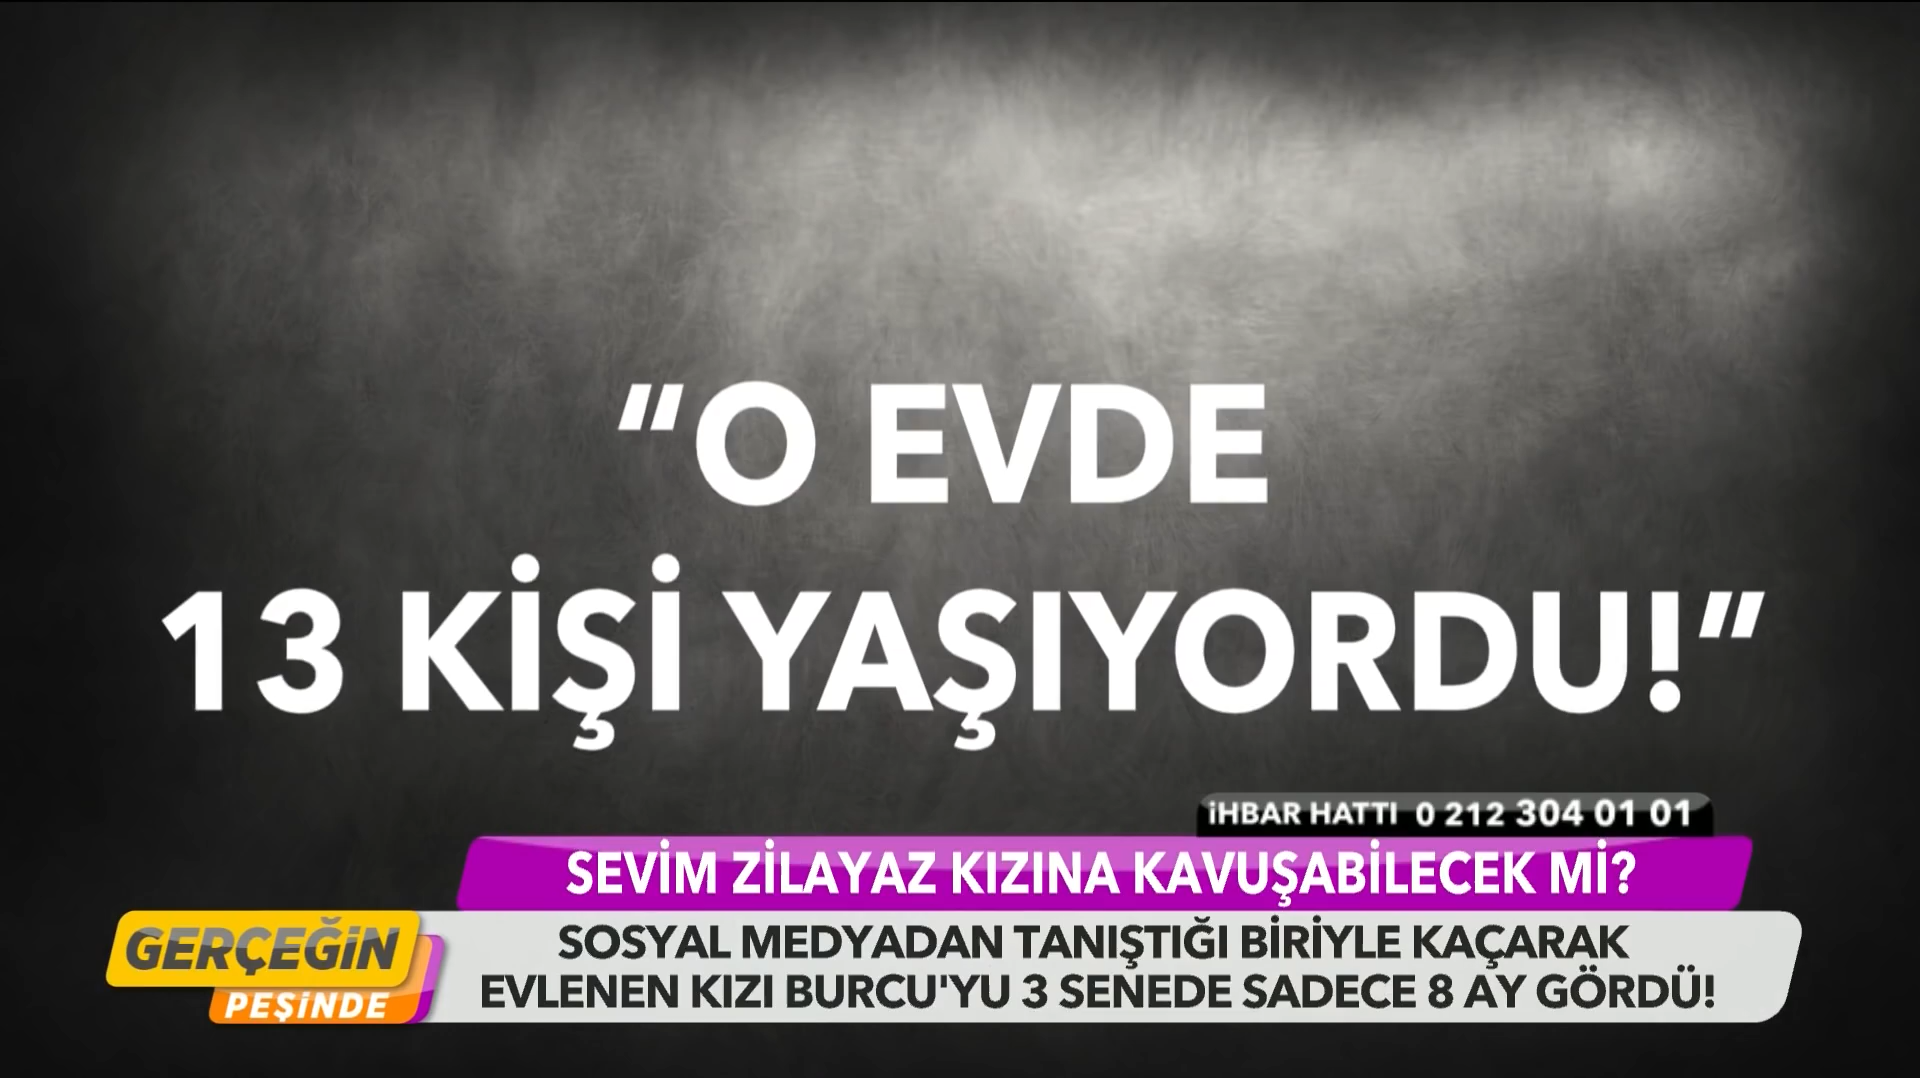 “O EVDE
13 KİŞİ YAŞIYORDU!”
İHBAR HATTI 0 212 304 01 01
SEVİM ZİLAYAZ KIZINA KAVUŞABİLECEK Mİ?
GERÇEĞİN
PEŞİNDE
SOSYAL MEDYADAN TANIŞTIĞI BİRİYLE KAÇARAK
EVLENEN KIZI BURCU'YU 3 SENEDE SADECE 8 AY GÖRDÜ!